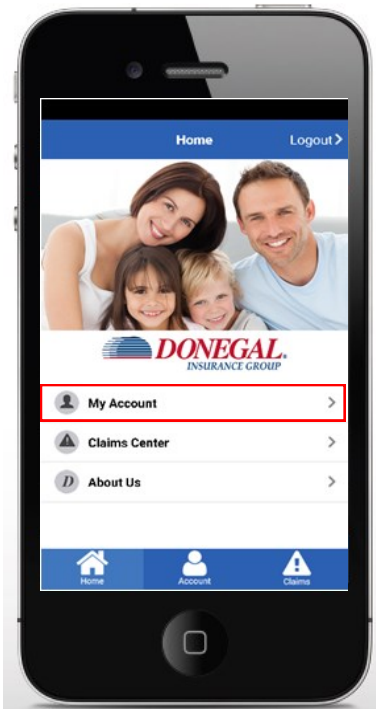 Home Logout >
DONEGAL.
INSURANCE GROUP
My Account >
Claims Center >
D About Us >
Home Account Claims